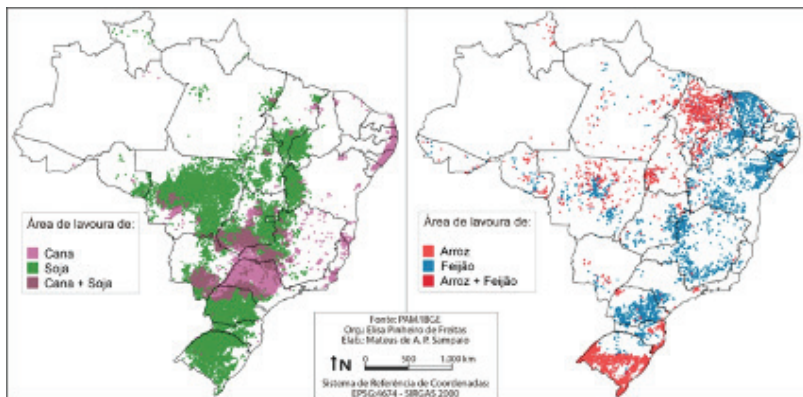 Área de lavoura de:
Cana
Soja
Cana + Soja
Área de lavoura de:
Arroz
Feijão
Arroz + Feijão
Fonte: PAM/IBGE
Org.: Elisa Pinheiro de Freitas
Elab.: Mateus de A. P. Sampaio
N
0 500 1,000 km
Sistema de Referência de Coordenadas:
EPSG:4674 - SIRGAS 2000